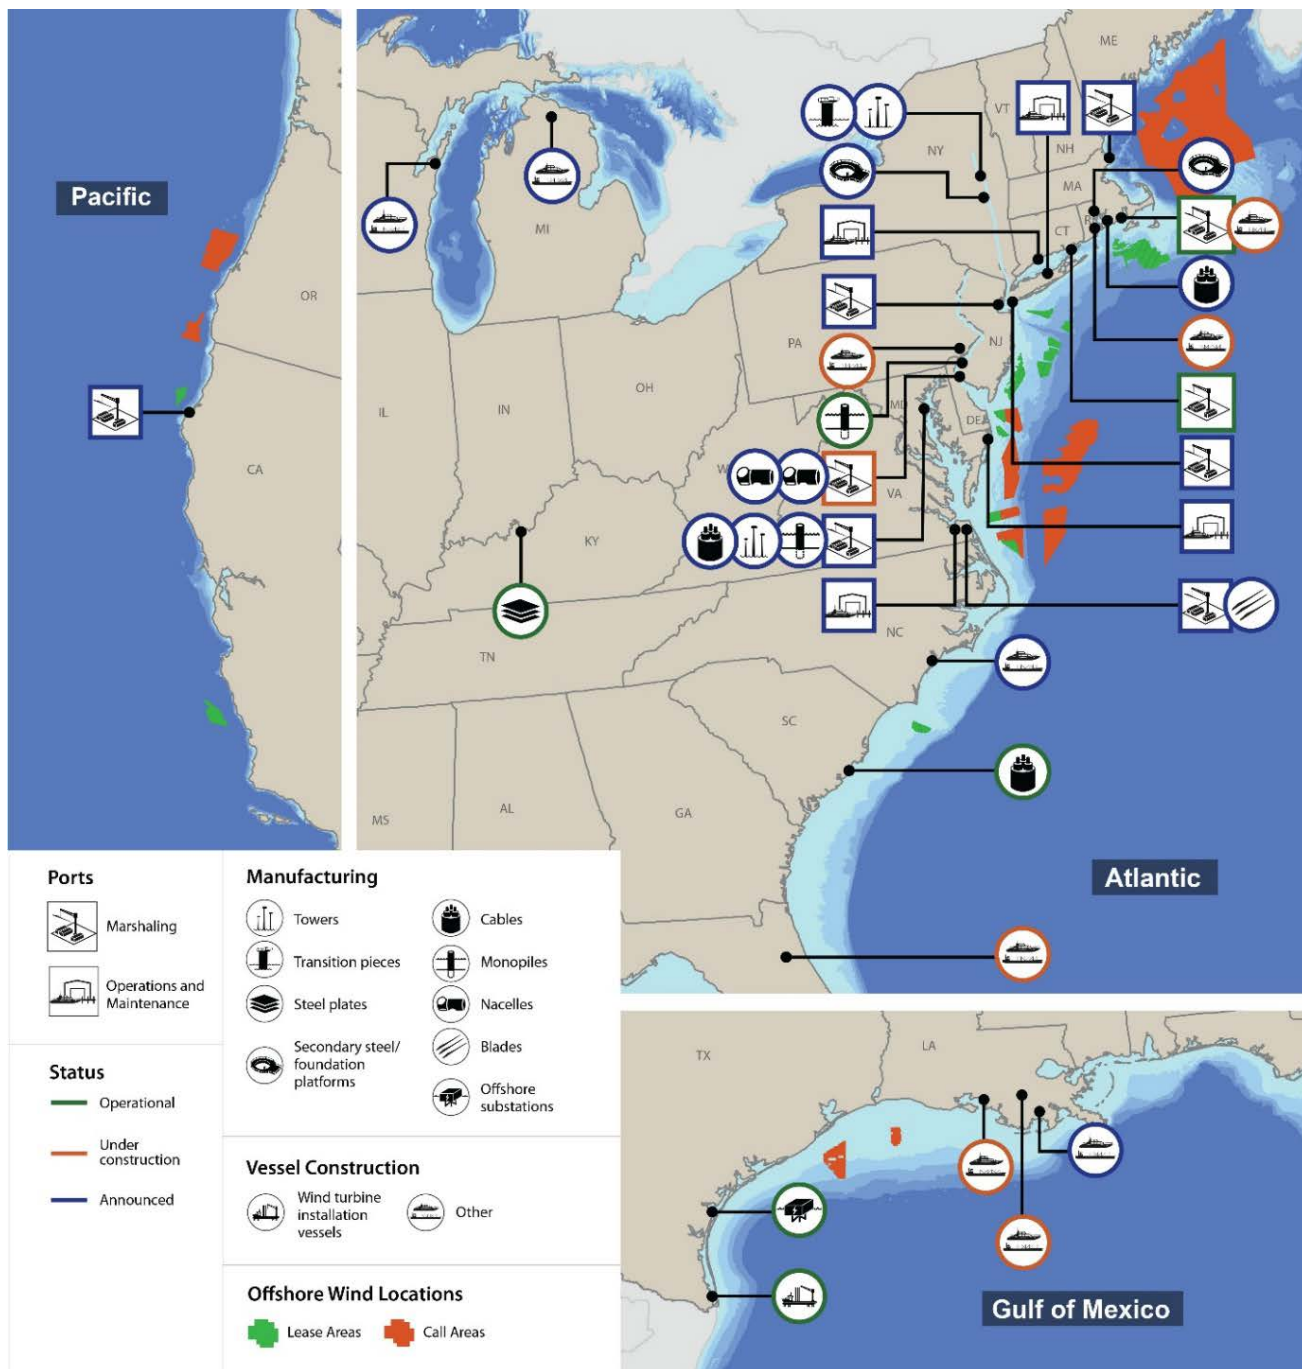 Pacific
OR
CA
ME
VT
NH
NY
MA
RI
CT
MI
PA
NJ
OH
IL
IN
MD
DE
W
VA
KY
NC
TN
SC
MS
AL
GA
Atlantic
TX
LA
Gulf of Mexico
Ports
Marshaling
Operations and
Maintenance
Status
Operational
Under
construction
Announced
Manufacturing
Towers
Transition pieces
Steel plates
Secondary steel/
foundation
platforms
Cables
Monopiles
Nacelles
Blades
Offshore
substations
Vessel Construction
Wind turbine
installation
vessels
Other
Offshore Wind Locations
Lease Areas
Call Areas